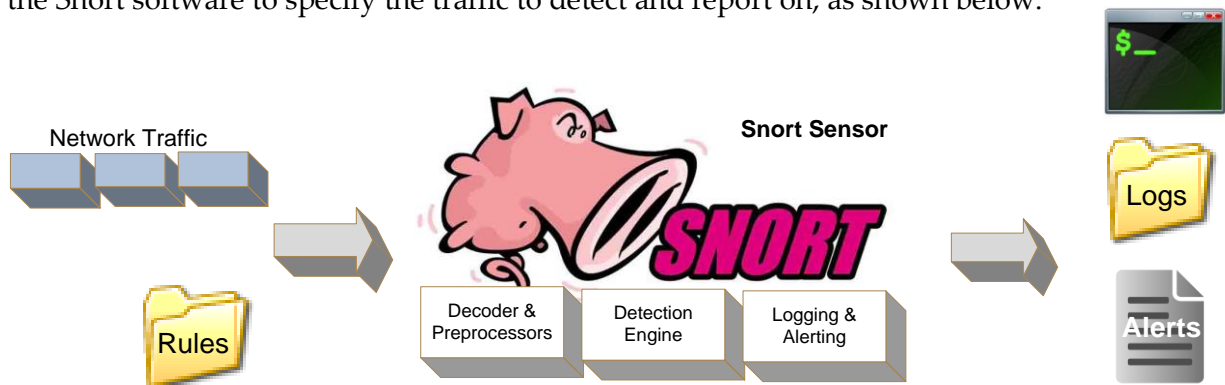 the Snort software to specify the traffic to detect and report on, as shown below.
$_
Network Traffic
Snort Sensor
Logs
SNORT
Decoder &
Preprocessors
Detection
Engine
Logging &
Alerting
Rules
Alerts